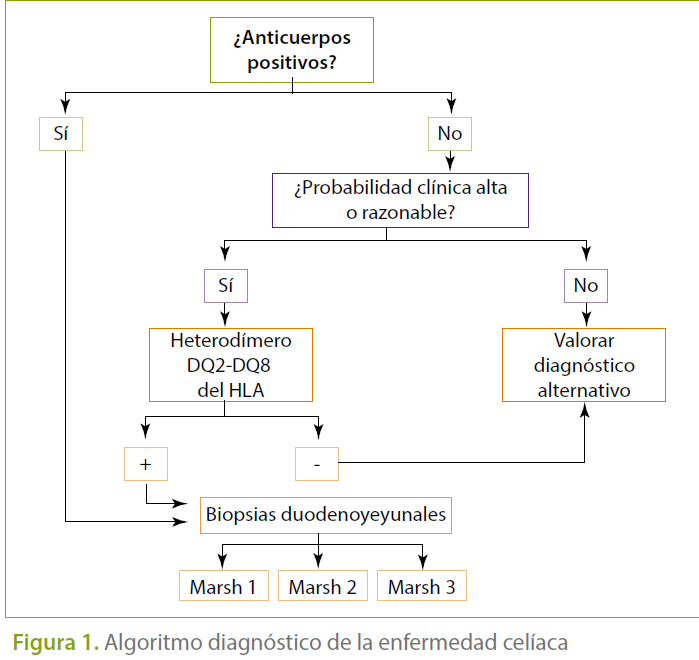 ¿Anticuerpos
positivos?
Sí
No
¿Probabilidad clínica alta
o razonable?
Sí
No
Heterodímero
DQ2-DQ8
del HLA
Valorar
diagnóstico
alternativo
+
-
Biopsias duodenoyeyunales
Marsh 1
Marsh 2
Marsh 3
Figura 1. Algoritmo diagnóstico de la enfermedad celíaca